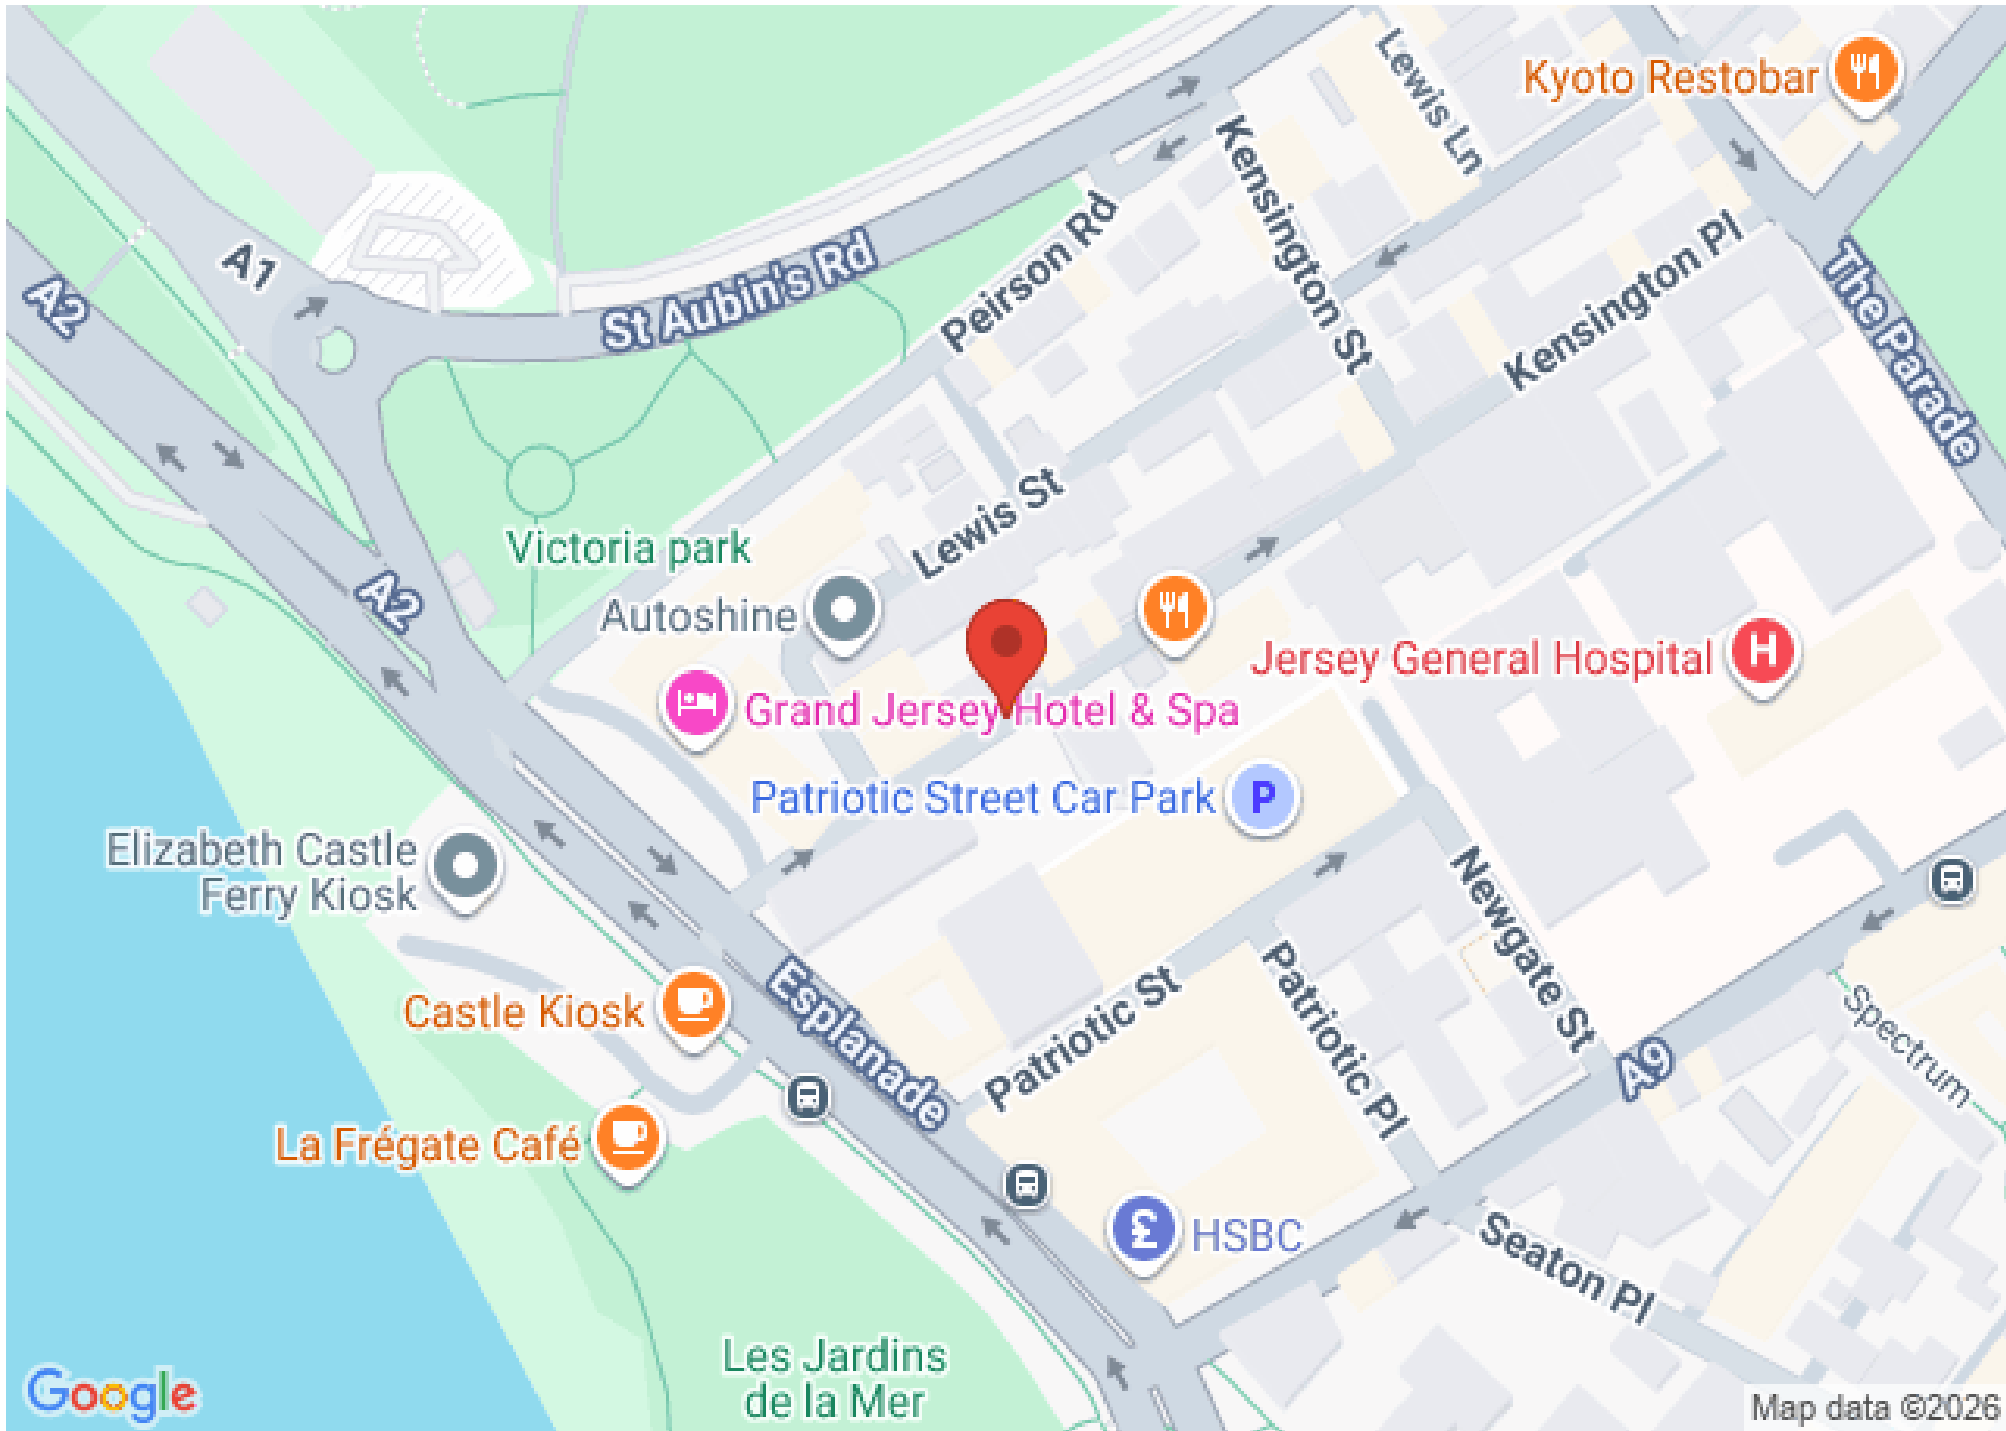 Kyoto Restobar
Lewis Ln
Kensington St
Kensington Pl
The Parade
Peirson Rd
A1
A2
St Aubin's Rd
Victoria park
Lewis St
A2
Autoshine
Jersey General Hospital
H
Grand Jersey Hotel & Spa
Patriotic Street Car Park
P
Elizabeth Castle
Ferry Kiosk
Newgate St
Castle Kiosk
Esplanade
Patriotic St
Patriotic Pl
Spectrum
A9
La Frégate Café
£
HSBC
Seaton Pl
Les Jardins
de la Mer
Google
Map data ©2026